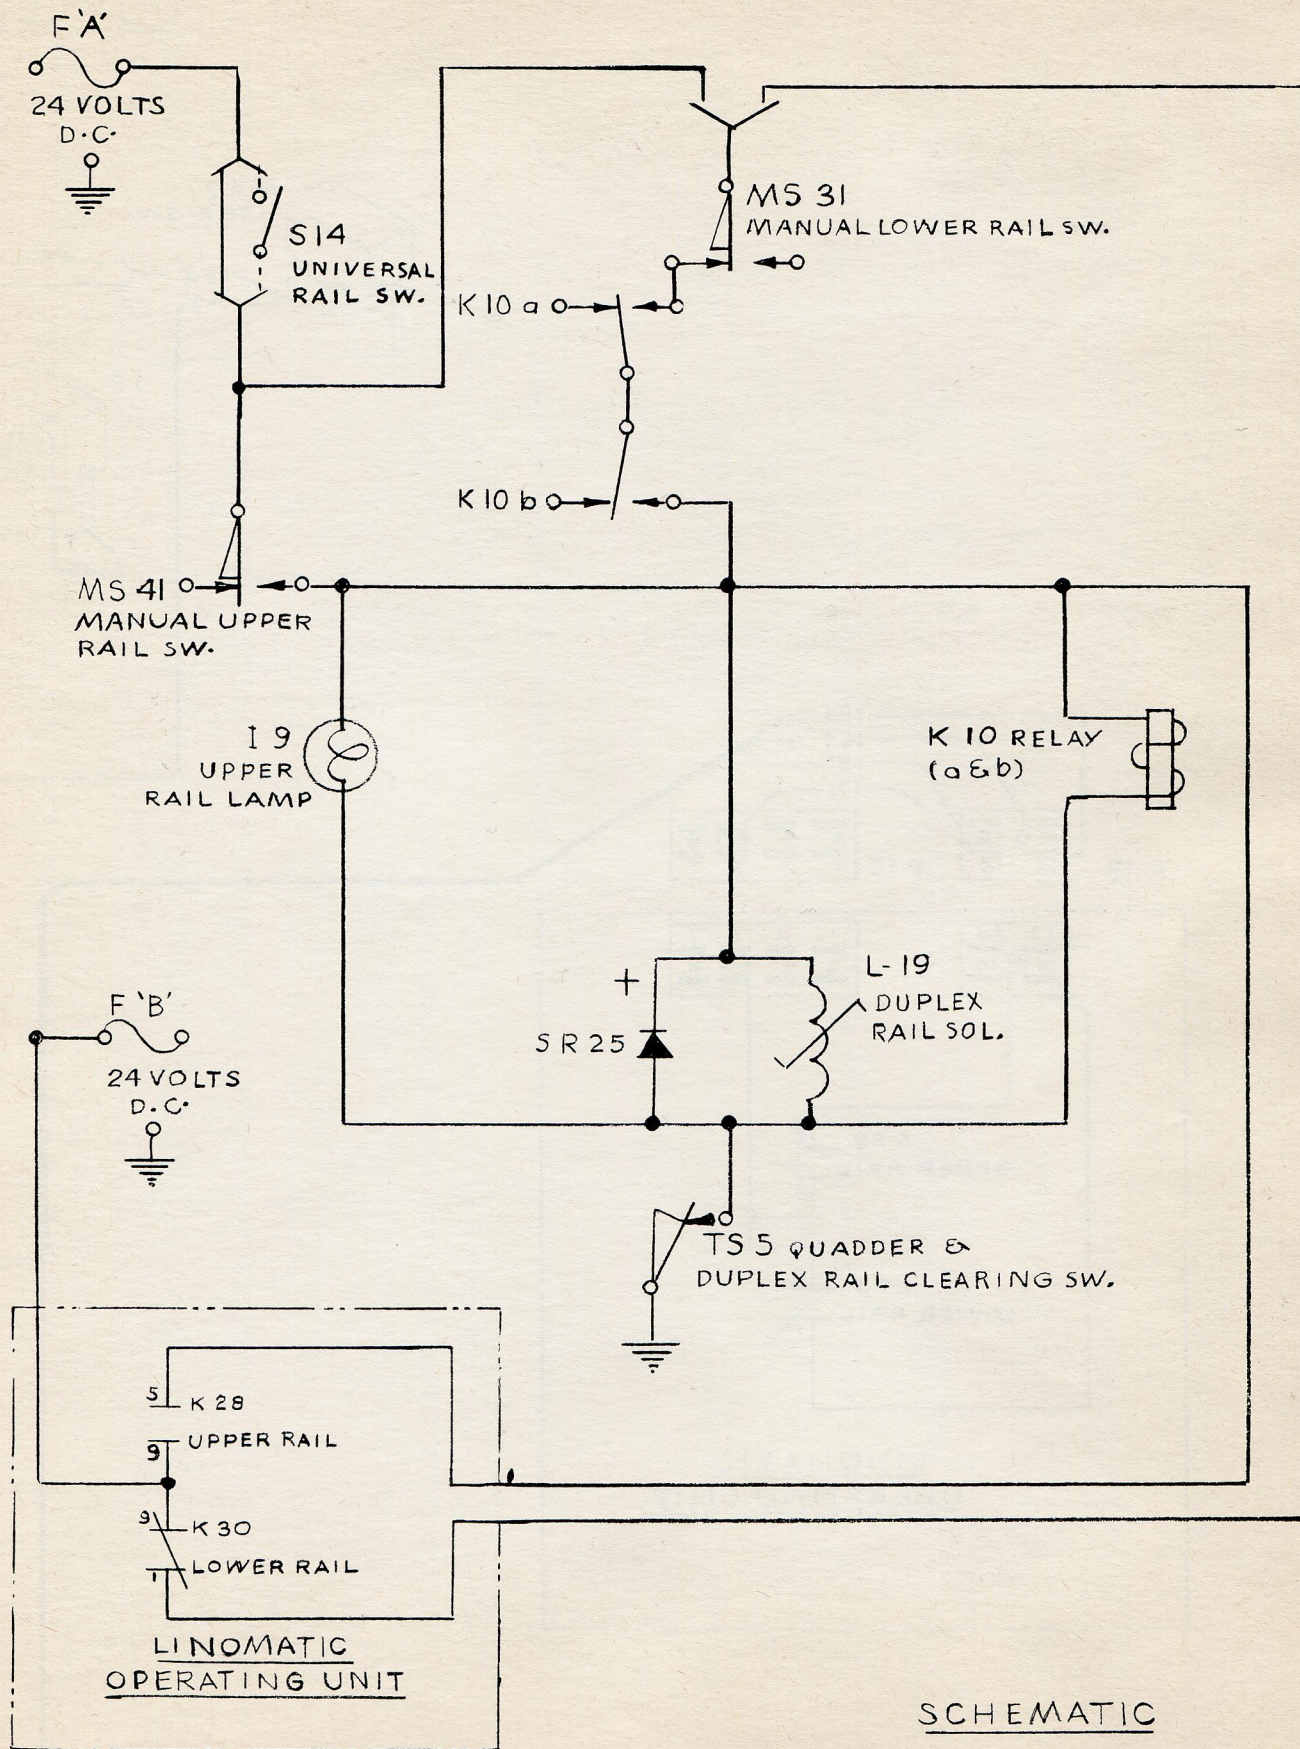 F'A'
24 VOLTS
D.C.
S14
UNIVERSAL
RAIL SW.
MS 31
MANUAL LOWER RAIL SW.
K 10 a
K 10 b
MS 41
MANUAL UPPER
RAIL SW.
I 9
UPPER
RAIL LAMP
K 10 RELAY
(a & b)
L-19
DUPLEX
RAIL SOL.
+
SR 25
F 'B'
24 VOLTS
D.C.
TS 5 QUADDER &
DUPLEX RAIL CLEARING SW.
5 K 28
9 UPPER RAIL
9 K 30
1 LOWER RAIL
LINOMATIC
OPERATING UNIT
SCHEMATIC